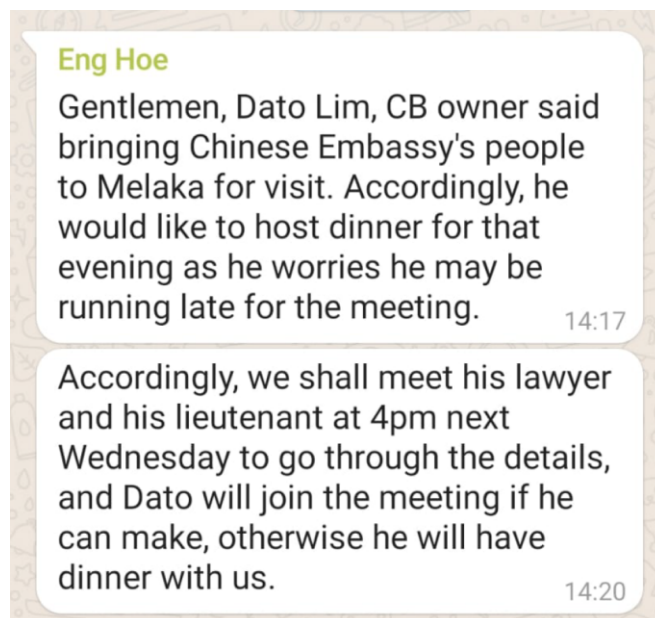 Eng Hoe
Gentlemen, Dato Lim, CB owner said
bringing Chinese Embassy's people
to Melaka for visit. Accordingly, he
would like to host dinner for that
evening as he worries he may be
running late for the meeting.
14:17
Accordingly, we shall meet his lawyer
and his lieutenant at 4pm next
Wednesday to go through the details,
and Dato will join the meeting if he
can make, otherwise he will have
dinner with us.
14:20